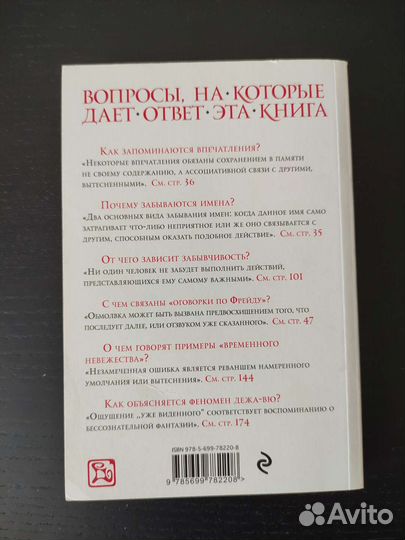 Вопросы, на·которые
дает·ответ·эта·книга
Как запоминаются впечатления?
«Некоторые впечатления обязаны сохранением в памяти
не своему содержанию, а ассоциативной связи с другими,
вытесненными». См. стр. 36
Почему забываются имена?
«Два основных вида забывания имен: когда данное имя само
затрагивает что-либо неприятное или же оно связывается с
другим, способным оказать подобное действие». См. стр. 35
От чего зависит забывчивость?
«Ни один человек не забудет выполнить действий,
представляющихся ему самому важными». См. стр. 101
С чем связаны «оговорки по Фрейду»?
«Обмолвка может быть вызвана предвосхищением того, что
последует далее, или отзвуком уже сказанного». См. стр. 47
О чем говорят примеры «временного
невежества»?
«Незамеченная ошибка является реваншем намеренного
умолчания или вытеснения». См. стр. 144
Как объясняется феномен дежа-вю?
«Ощущение „уже виденного" соответствует воспоминанию о
бессознательной фантазии». См. стр. 174
ISBN 978-5-699-78220-8
9 785699 782208 >
Avito